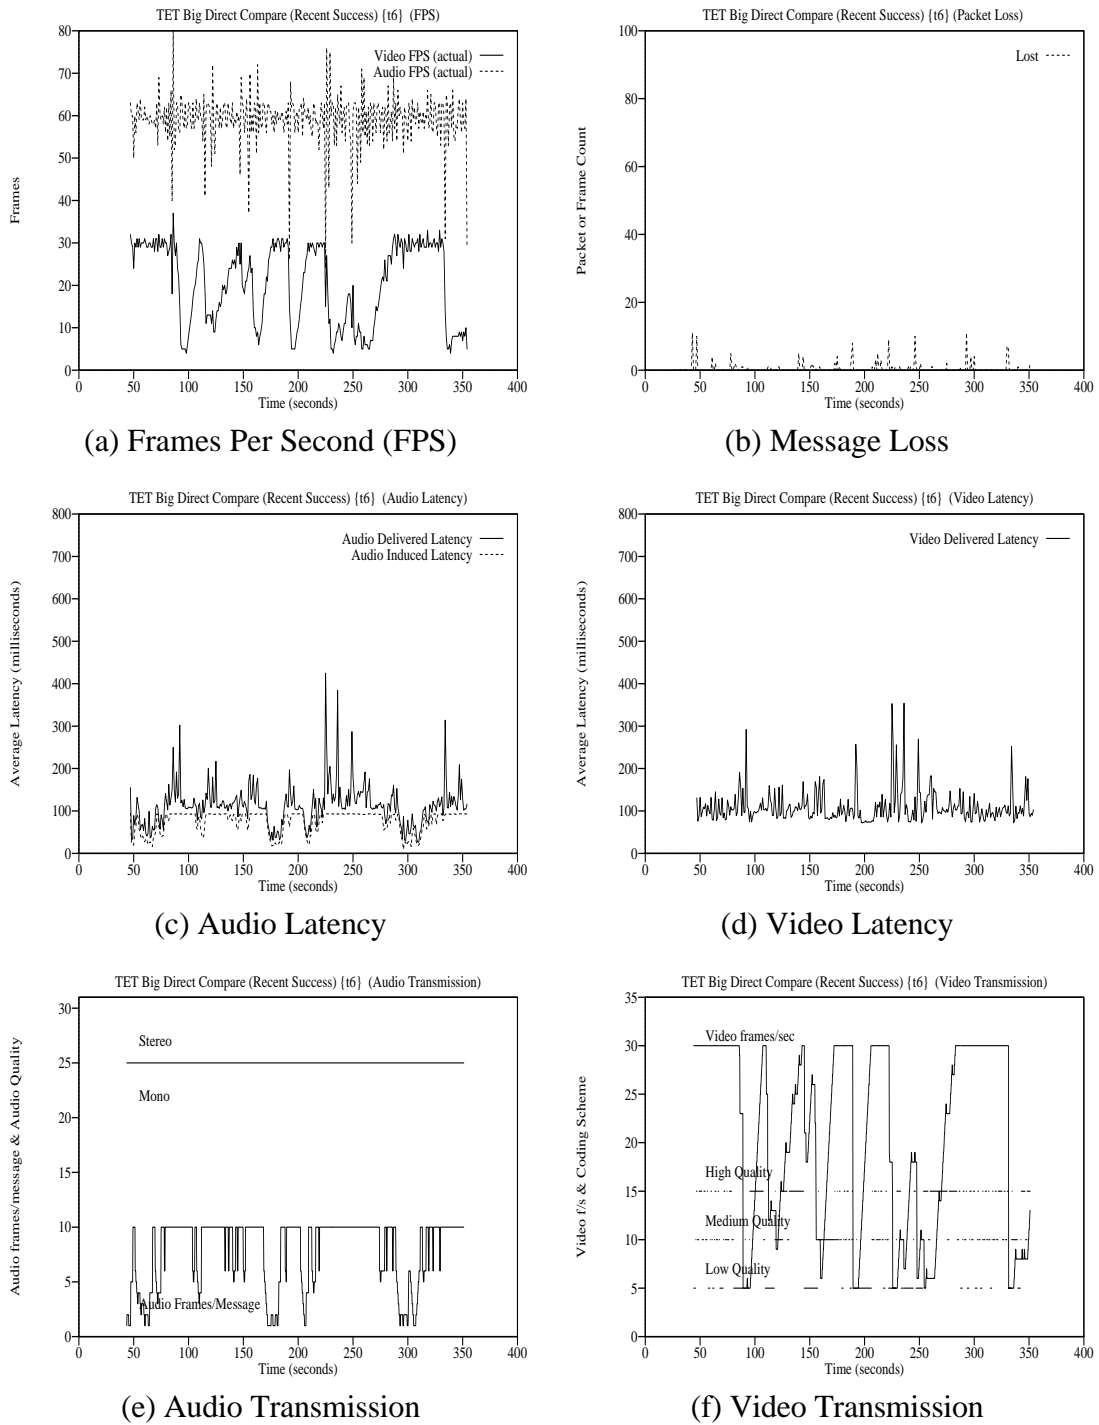 TET Big Direct Compare (Recent Success) {t6} (FPS)
80
70
60
50
40
30
20
10
0
Frames
Video FPS (actual)
Audio FPS (actual)
0 50 100 150 200 250 300 350 400
Time (seconds)
(a) Frames Per Second (FPS)
TET Big Direct Compare (Recent Success) {t6} (Packet Loss)
100
80
60
40
20
0
Packet or Frame Count
Lost
0 50 100 150 200 250 300 350 400
Time (seconds)
(b) Message Loss
TET Big Direct Compare (Recent Success) {t6} (Audio Latency)
800
700
600
500
400
300
200
100
0
Average Latency (milliseconds)
Audio Delivered Latency
Audio Induced Latency
0 50 100 150 200 250 300 350 400
Time (seconds)
(c) Audio Latency
TET Big Direct Compare (Recent Success) {t6} (Video Latency)
800
700
600
500
400
300
200
100
0
Average Latency (milliseconds)
Video Delivered Latency
0 50 100 150 200 250 300 350 400
Time (seconds)
(d) Video Latency
TET Big Direct Compare (Recent Success) {t6} (Audio Transmission)
30
25
20
15
10
5
0
Audio frames/message & Audio Quality
Stereo
Mono
Audio Frames/Message
0 50 100 150 200 250 300 350 400
Time (seconds)
(e) Audio Transmission
TET Big Direct Compare (Recent Success) {t6} (Video Transmission)
35
30
25
20
15
10
5
0
Video f/s & Coding Scheme
Video frames/sec
High Quality
Medium Quality
Low Quality
0 50 100 150 200 250 300 350 400
Time (seconds)
(f) Video Transmission